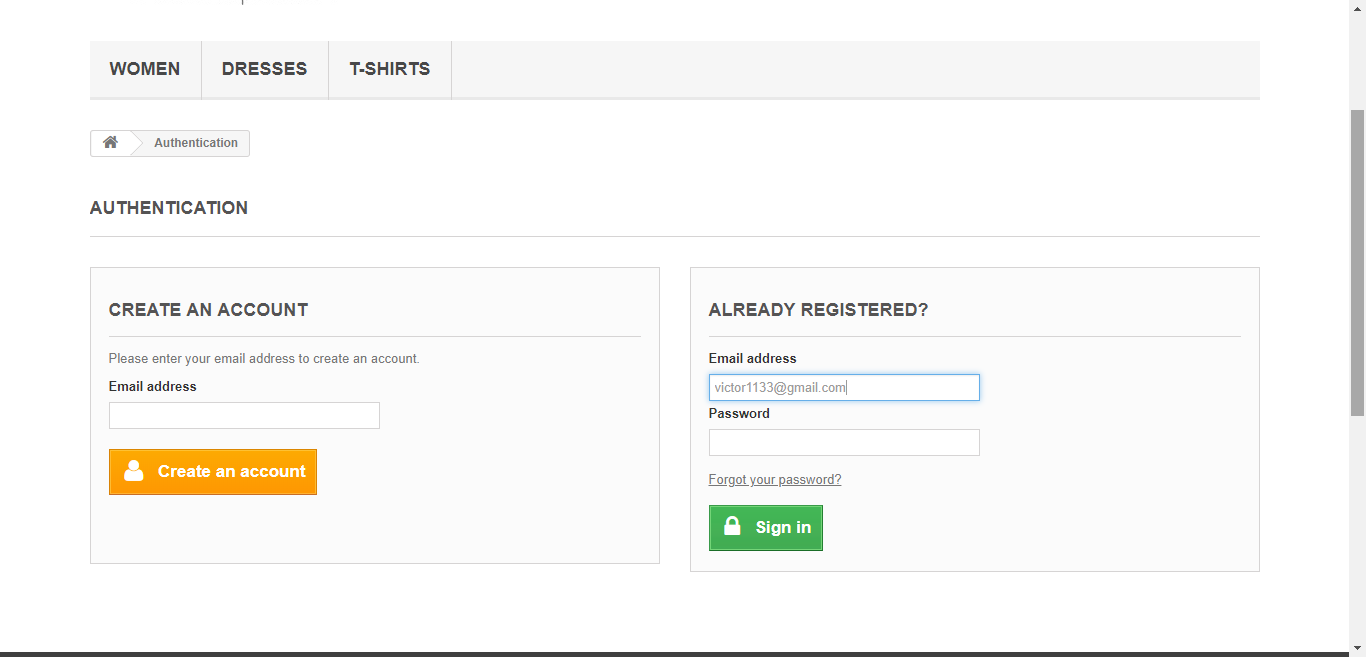 WOMEN DRESSES T-SHIRTS
Authentication
AUTHENTICATION
CREATE AN ACCOUNT
Please enter your email address to create an account.
Email address
Create an account
ALREADY REGISTERED?
Email address
victor1133@gmail.com
Password
Forgot your password?
Sign in